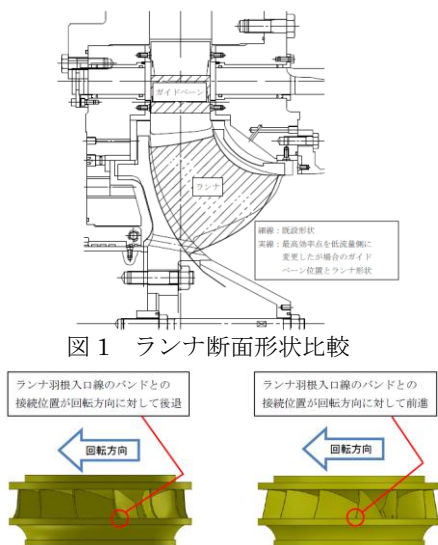 ガイドベーン
ランナ
細線：既設形状
実線：最高効率点を低流量側に
変更したが場合のガイド
ベーン位置とランナ形状
図1 ランナ断面形状比較
ランナ羽根入口線のバンドとの
接続位置が回転方向に対して後退
ランナ羽根入口線のバンドとの
接続位置が回転方向に対して前進
回転方向
回転方向